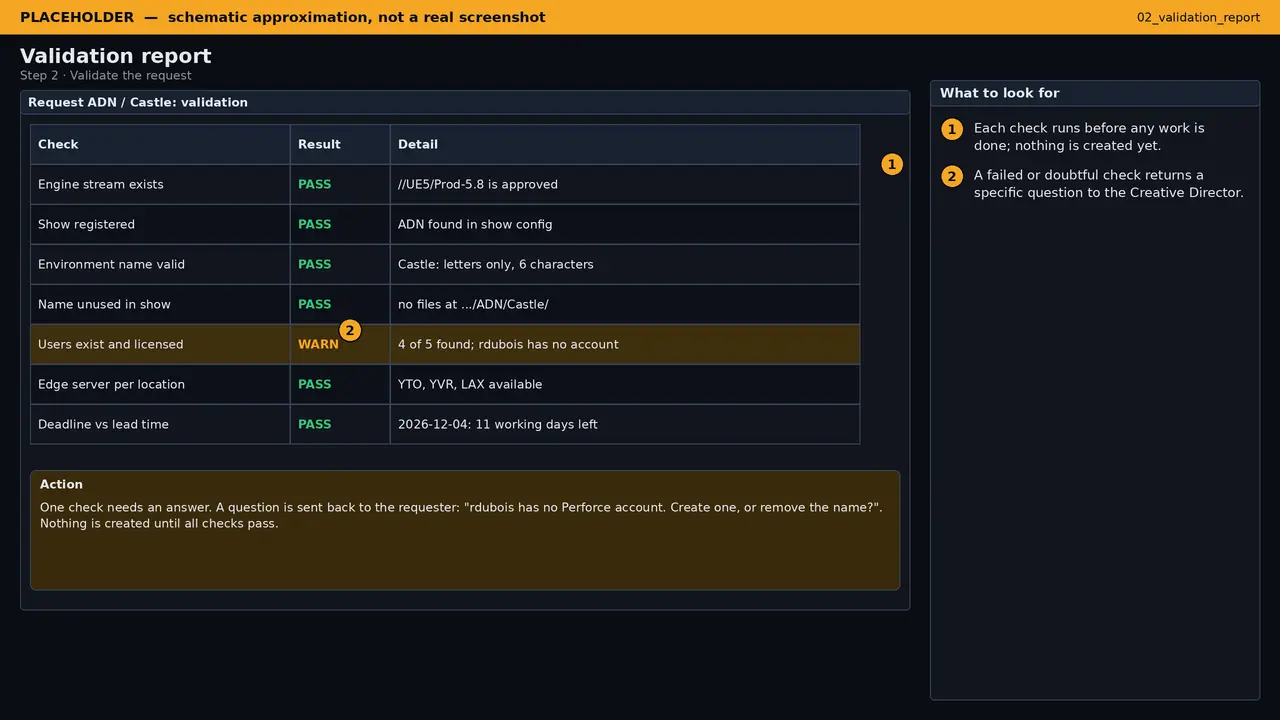 PLACEHOLDER — schematic approximation, not a real screenshot
02_validation_report
Validation report
Step 2 · Validate the request
Request ADN / Castle: validation
Check Result Detail
1
Engine stream exists PASS //UE5/Prod-5.8 is approved
Show registered PASS ADN found in show config
Environment name valid PASS Castle: letters only, 6 characters
Name unused in show PASS no files at .../ADN/Castle/
2
Users exist and licensed WARN 4 of 5 found; rdubois has no account
Edge server per location PASS YTO, YVR, LAX available
Deadline vs lead time PASS 2026-12-04: 11 working days left
Action
One check needs an answer. A question is sent back to the requester: "rdubois has no Perforce account. Create one, or remove the name?".
Nothing is created until all checks pass.
What to look for
1 Each check runs before any work is
done; nothing is created yet.
2 A failed or doubtful check returns a
specific question to the Creative Director.